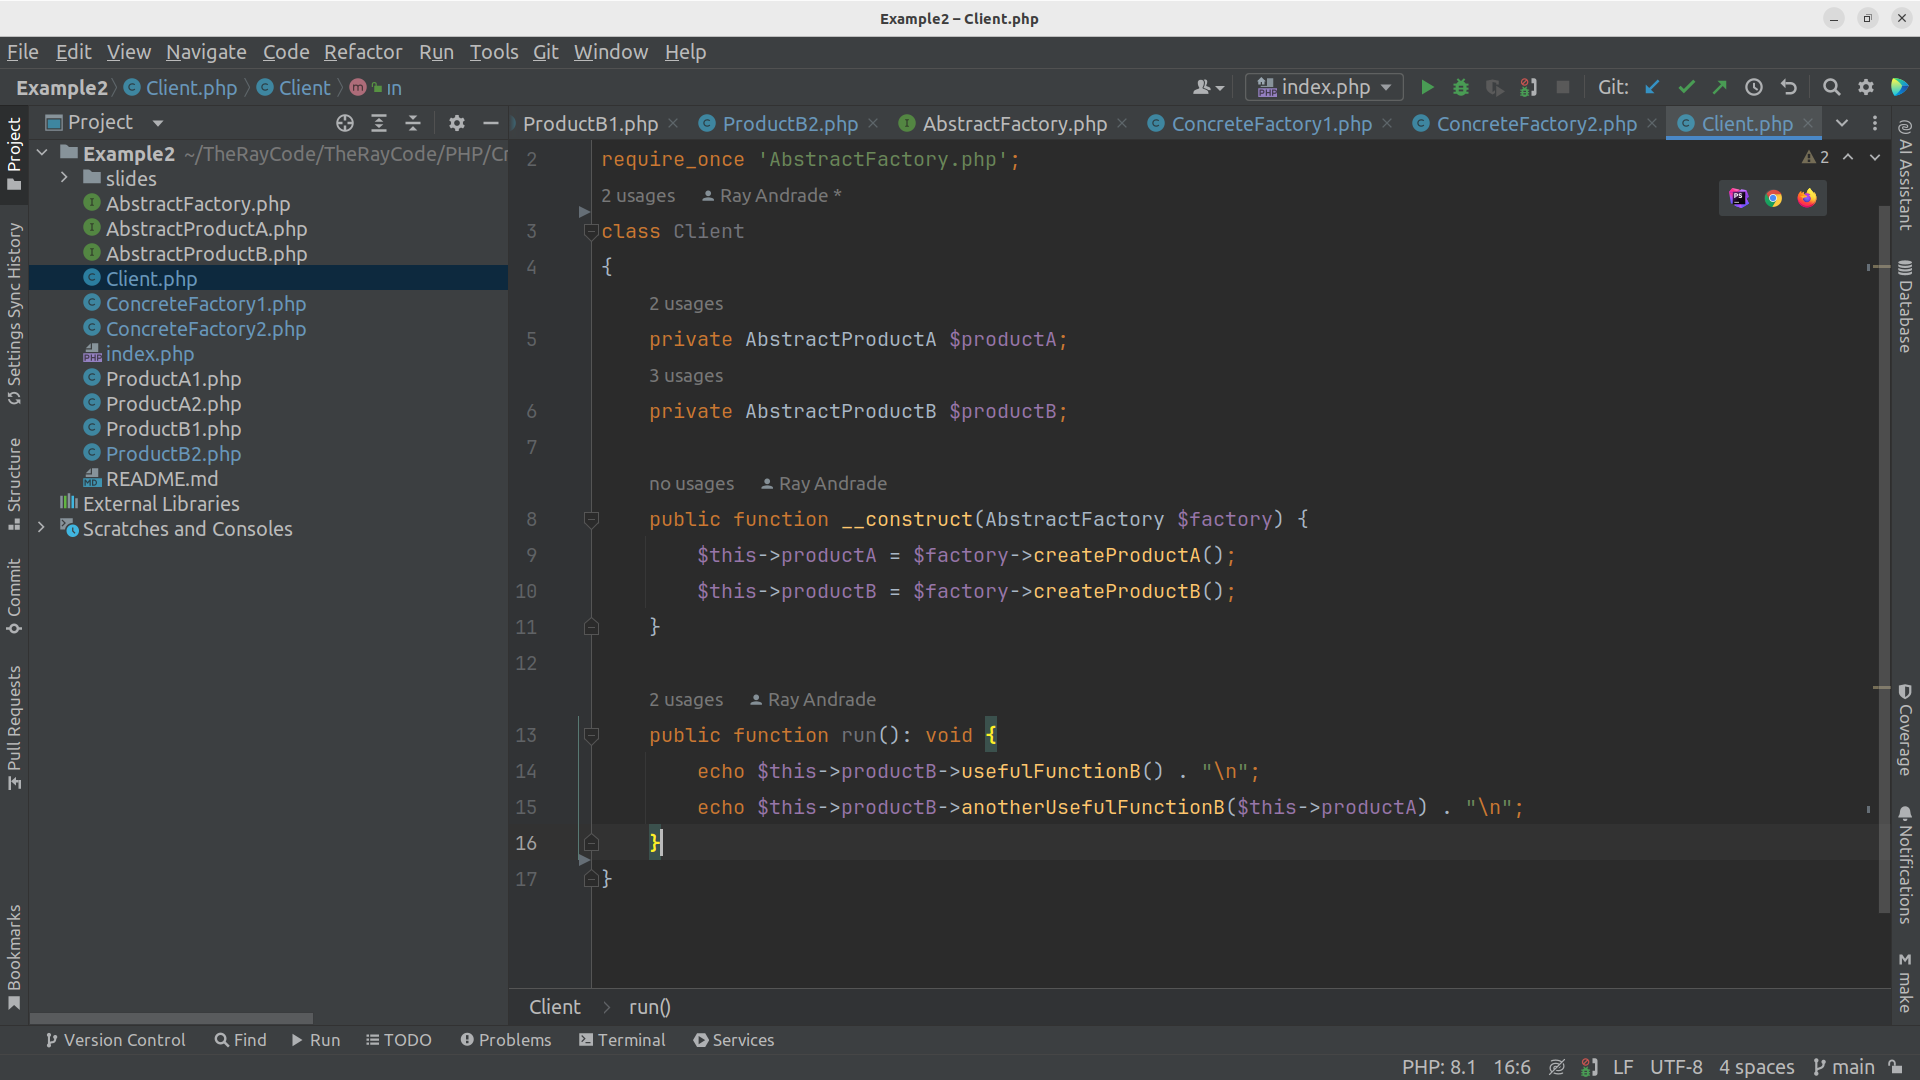 Example2 – Client.php
File Edit View Navigate Code Refactor Run Tools Git Window Help
Example2 Client.php Client m in
index.php Git:
Project
ProductB1.php ProductB2.php AbstractFactory.php ConcreteFactory1.php ConcreteFactory2.php Client.php
Example2 ~/TheRayCode/TheRayCode/PHP/Cr
slides
AbstractFactory.php
AbstractProductA.php
AbstractProductB.php
Client.php
ConcreteFactory1.php
ConcreteFactory2.php
index.php
ProductA1.php
ProductA2.php
ProductB1.php
ProductB2.php
README.md
External Libraries
Scratches and Consoles
Project
Settings Sync History
Structure
Commit
Pull Requests
Bookmarks
2 require_once 'AbstractFactory.php';
2 usages Ray Andrade *
3 class Client
4 {
2 usages
5 private AbstractProductA $productA;
3 usages
6 private AbstractProductB $productB;
7
no usages Ray Andrade
8 public function __construct(AbstractFactory $factory) {
9 $this->productA = $factory->createProductA();
10 $this->productB = $factory->createProductB();
11 }
12
2 usages Ray Andrade
13 public function run(): void {
14 echo $this->productB->usefulFunctionB() . "\n";
15 echo $this->productB->anotherUsefulFunctionB($this->productA) . "\n";
16 }
17 }
2
AI Assistant
Database
Coverage
Notifications
M make
Client run()
Version Control Find Run TODO Problems Terminal Services
PHP: 8.1 16:6 LF UTF-8 4 spaces main